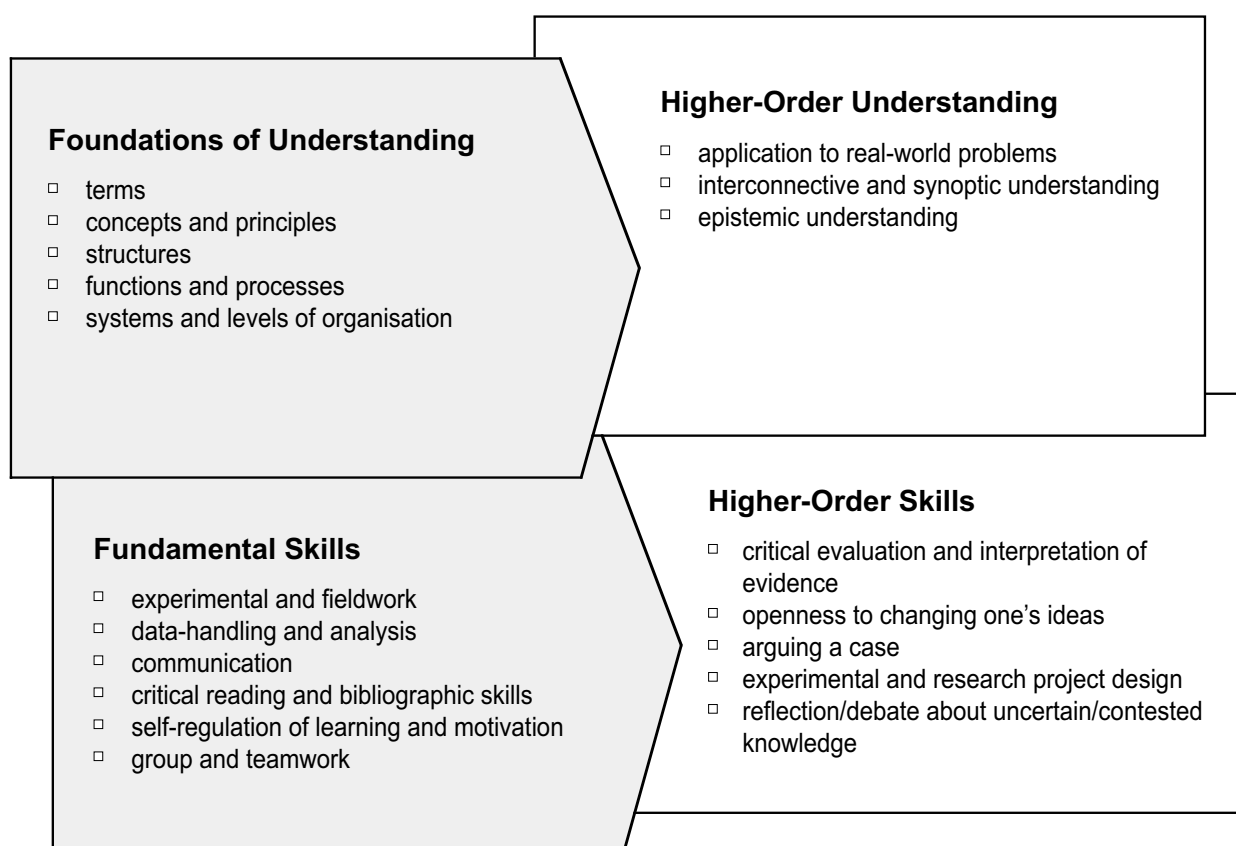 Foundations of Understanding
terms
concepts and principles
structures
functions and processes
systems and levels of organisation
Higher-Order Understanding
application to real-world problems
interconnective and synoptic understanding
epistemic understanding
Fundamental Skills
experimental and fieldwork
data-handling and analysis
communication
critical reading and bibliographic skills
self-regulation of learning and motivation
group and teamwork
Higher-Order Skills
critical evaluation and interpretation of
evidence
openness to changing one’s ideas
arguing a case
experimental and research project design
reflection/debate about uncertain/contested
knowledge